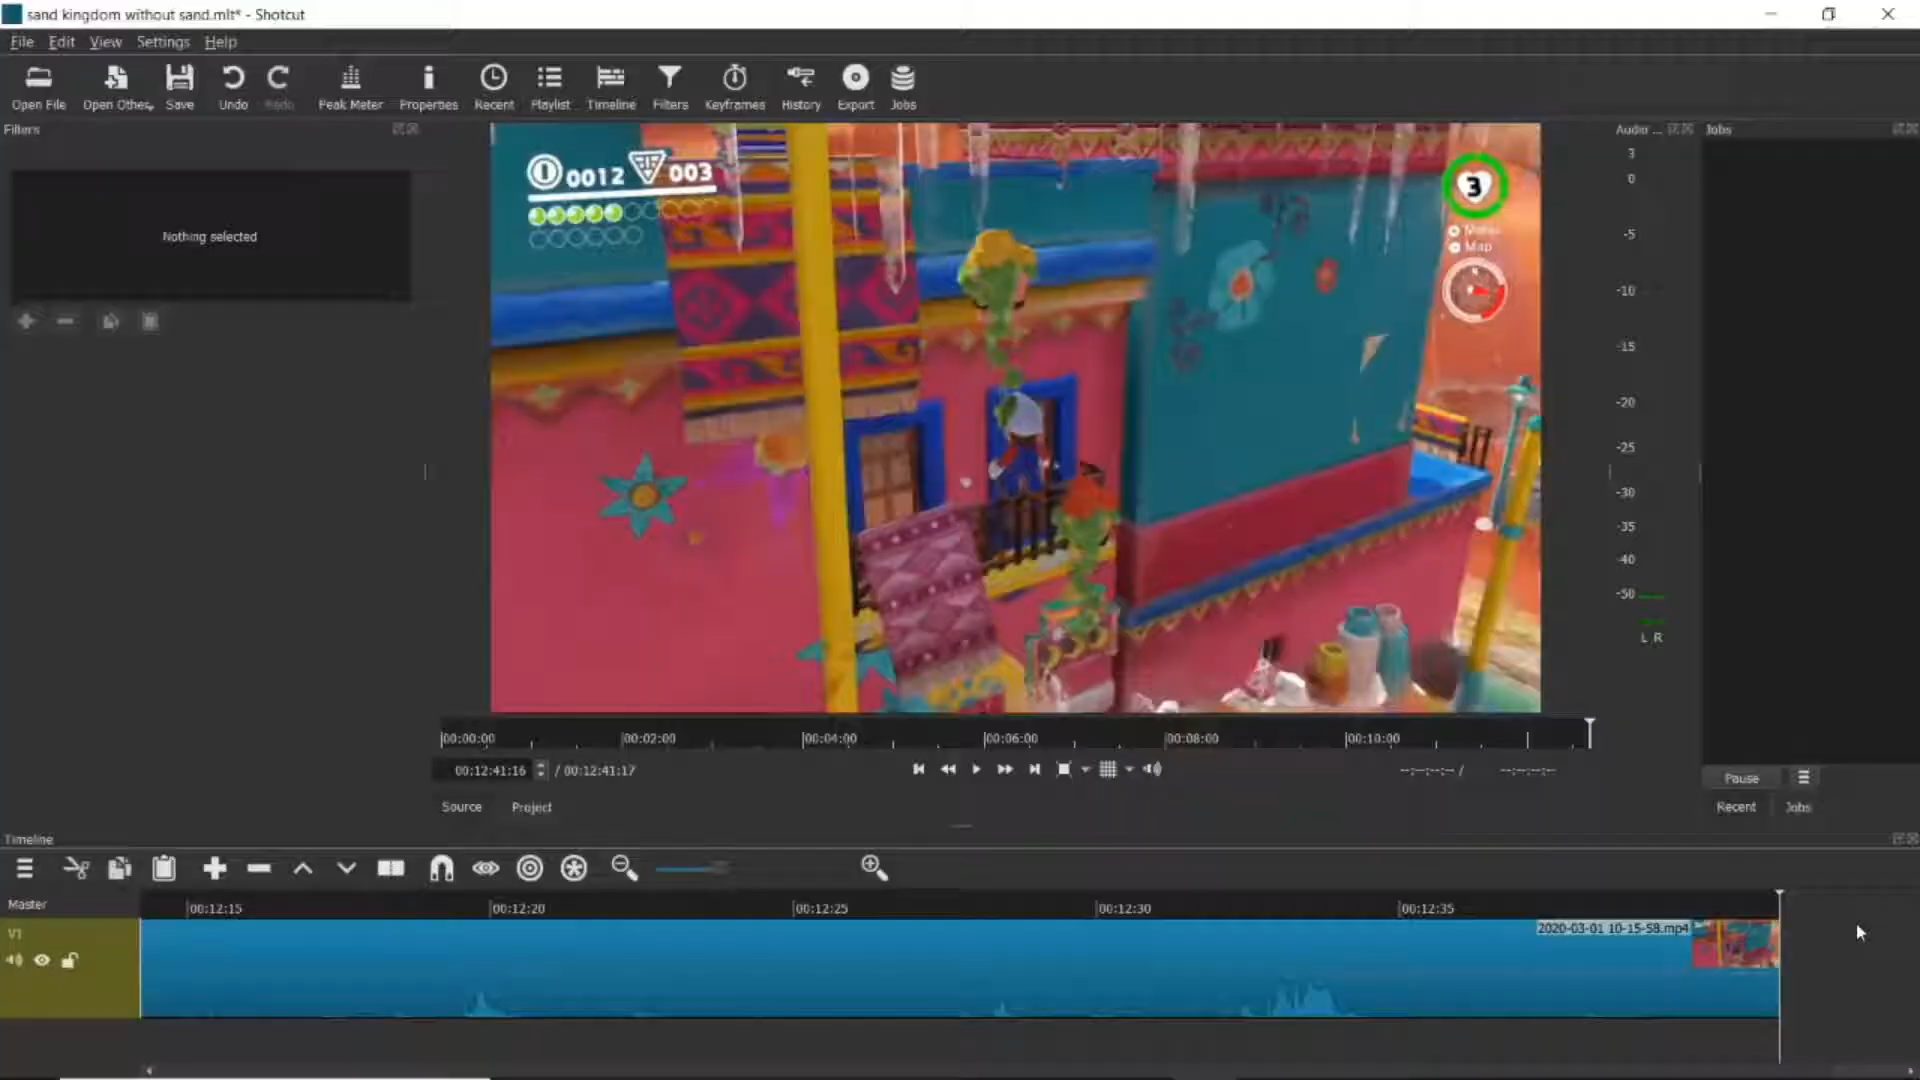 sand kingdom without sand.mlt* - Shotcut
File Edit View Settings Help
Open File Open Other Save Undo Redo Peak Meter Properties Recent Playlist Timeline Filters Keyframes History Export Jobs
Filters
Audio ...
Jobs
Nothing selected
0012 003
3
Map
3
0
-5
-10
-15
-20
-25
-30
-35
-40
-50
L R
00:00:00 00:02:00 00:04:00 00:06:00 00:08:00 00:10:00
00:12:41:16 / 00:12:41:17
--:--:--:-- / --:--:--:--
Pause
Source Project
Recent Jobs
Timeline
Master
00:12:15 00:12:20 00:12:25 00:12:30 00:12:35
V1
2020-03-01 10-15-58.mp4